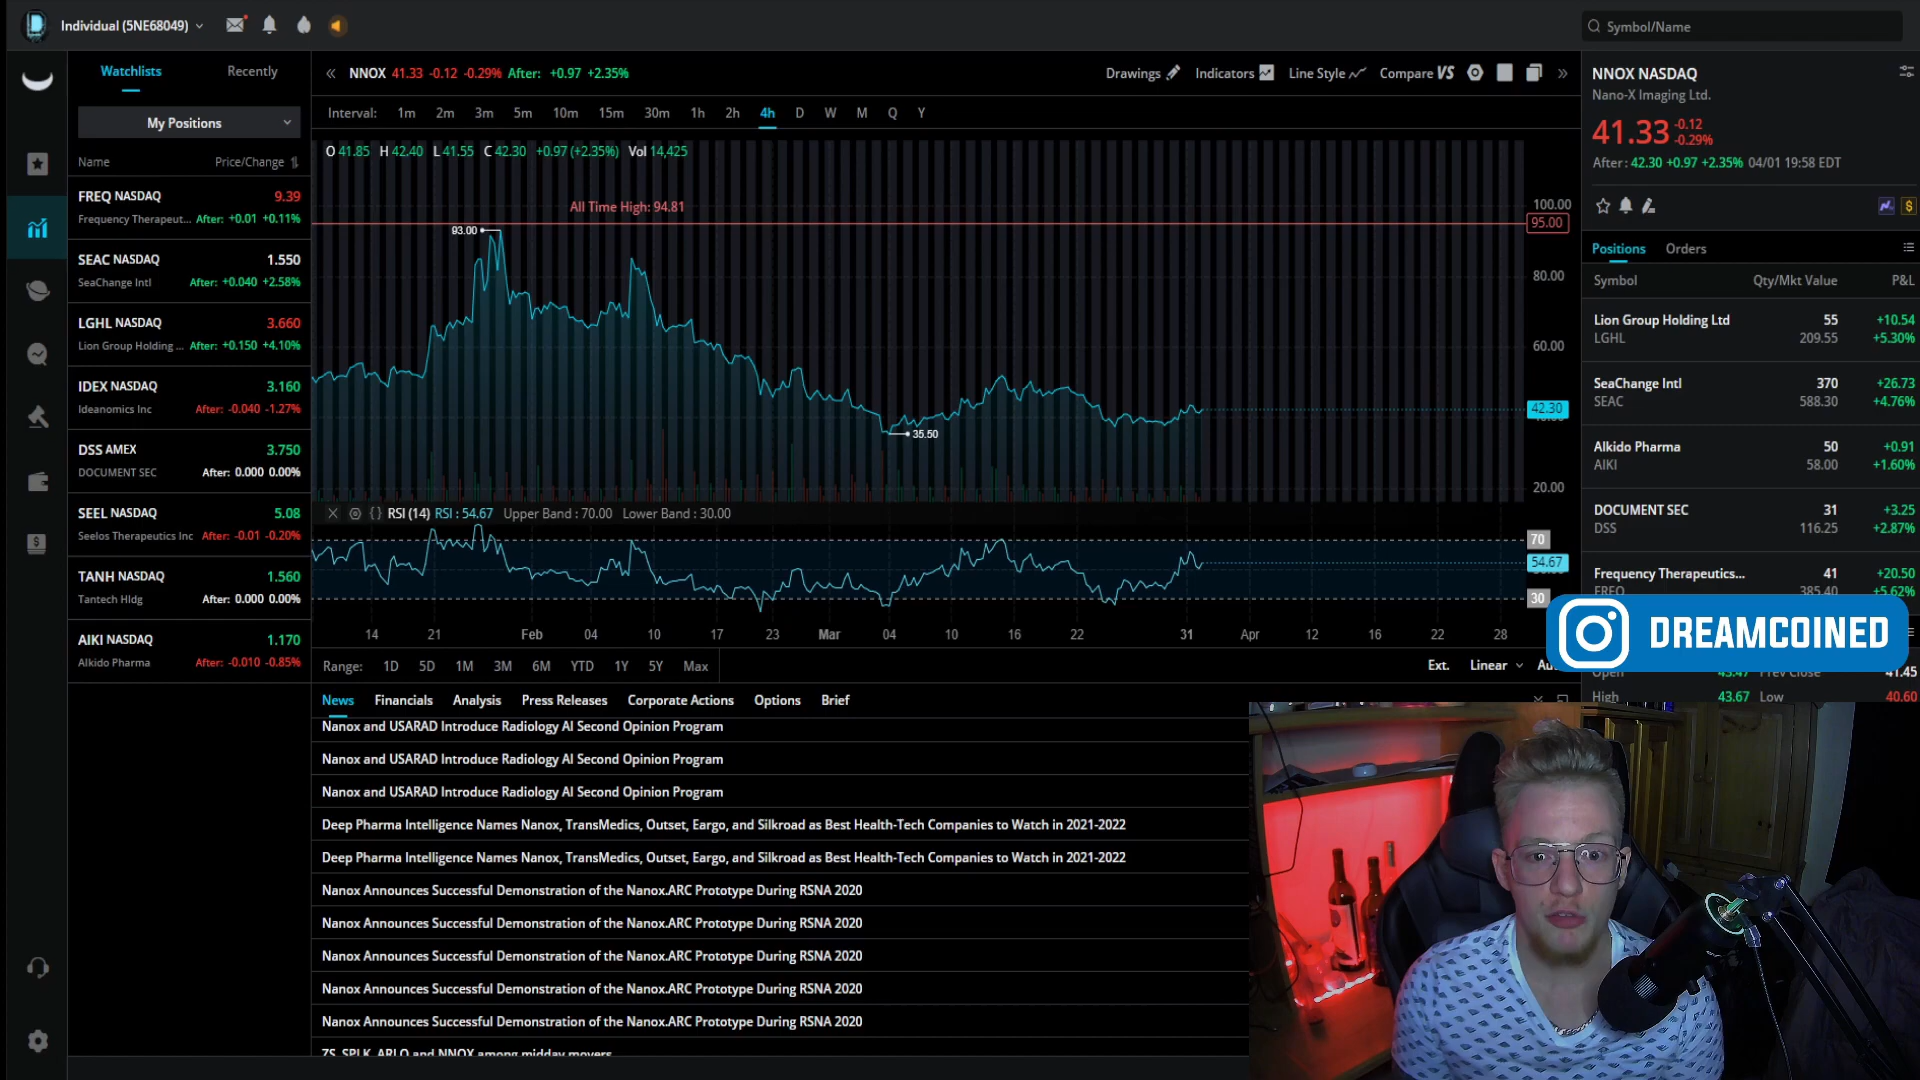 Individual (5NE68049)
Symbol/Name
Watchlists Recently
My Positions
Name Price/Change
FREQ NASDAQ 9.39
Frequency Therapeut... After: +0.01 +0.11%
SEAC NASDAQ 1.550
SeaChange Intl After: +0.040 +2.58%
LGHL NASDAQ 3.660
Lion Group Holding ... After: +0.150 +4.10%
IDEX NASDAQ 3.160
Ideanomics Inc After: -0.040 -1.27%
DSS AMEX 3.750
DOCUMENT SEC After: 0.000 0.00%
SEEL NASDAQ 5.08
Seelos Therapeutics Inc After: -0.01 -0.20%
TANH NASDAQ 1.560
Tantech Hldg After: 0.000 0.00%
AIKI NASDAQ 1.170
Alkido Pharma After: -0.010 -0.85%
NNOX 41.33 -0.12 -0.29% After: +0.97 +2.35%
Drawings Indicators Line Style Compare VS
Interval: 1m 2m 3m 5m 10m 15m 30m 1h 2h 4h D W M Q Y
O 41.85 H 42.40 L 41.55 C 42.30 +0.97 (+2.35%) Vol 14,425
All Time High: 94.81
93.00
35.50
100.00
95.00
80.00
60.00
42.30
20.00
RSI (14) RSI : 54.67 Upper Band : 70.00 Lower Band : 30.00
70
54.67
30
14 21 Feb 04 10 17 23 Mar 04 10 16 22 31 Apr 12 16 22 28
Range: 1D 5D 1M 3M 6M YTD 1Y 5Y Max
Ext. Linear
News Financials Analysis Press Releases Corporate Actions Options Brief
Nanox and USARAD Introduce Radiology AI Second Opinion Program
Nanox and USARAD Introduce Radiology AI Second Opinion Program
Nanox and USARAD Introduce Radiology AI Second Opinion Program
Deep Pharma Intelligence Names Nanox, TransMedics, Outset, Eargo, and Silkroad as Best Health-Tech Companies to Watch in 2021-2022
Deep Pharma Intelligence Names Nanox, TransMedics, Outset, Eargo, and Silkroad as Best Health-Tech Companies to Watch in 2021-2022
Nanox Announces Successful Demonstration of the Nanox.ARC Prototype During RSNA 2020
Nanox Announces Successful Demonstration of the Nanox.ARC Prototype During RSNA 2020
Nanox Announces Successful Demonstration of the Nanox.ARC Prototype During RSNA 2020
Nanox Announces Successful Demonstration of the Nanox.ARC Prototype During RSNA 2020
Nanox Announces Successful Demonstration of the Nanox.ARC Prototype During RSNA 2020
ZS, SPLK, ARLO and NNOX among midday movers
NNOX NASDAQ
Nano-X Imaging Ltd.
41.33 -0.12
-0.29%
After : 42.30 +0.97 +2.35% 04/01 19:58 EDT
Positions Orders
Symbol Qty/Mkt Value P&L
Lion Group Holding Ltd 55 +10.54
LGHL 209.55 +5.30%
SeaChange Intl 370 +26.73
SEAC 588.30 +4.76%
Alkido Pharma 50 +0.91
AIKI 58.00 +1.60%
DOCUMENT SEC 31 +3.25
DSS 116.25 +2.87%
Frequency Therapeutics... 41 +20.50
FREQ 385.40 +5.62%
DREAMCOINED
Open 43.47 Prev Close 41.45
High 43.67 Low 40.60